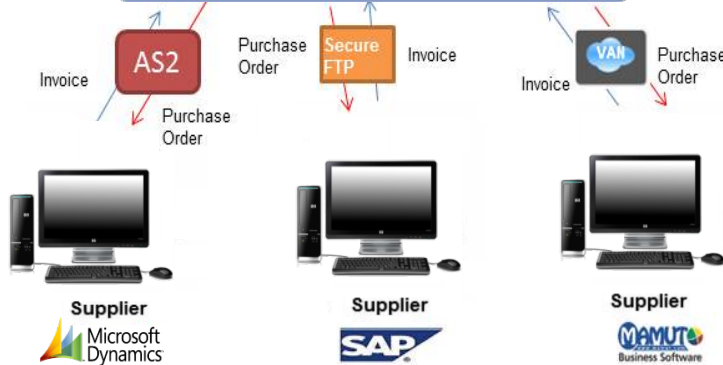 AS2
Invoice
Purchase
Order
Purchase
Order
Secure
FTP
Invoice
VAN
Invoice
Purchase
Order
Supplier
Microsoft
Dynamics
Supplier
SAP
Supplier
MAMUT
Business Software